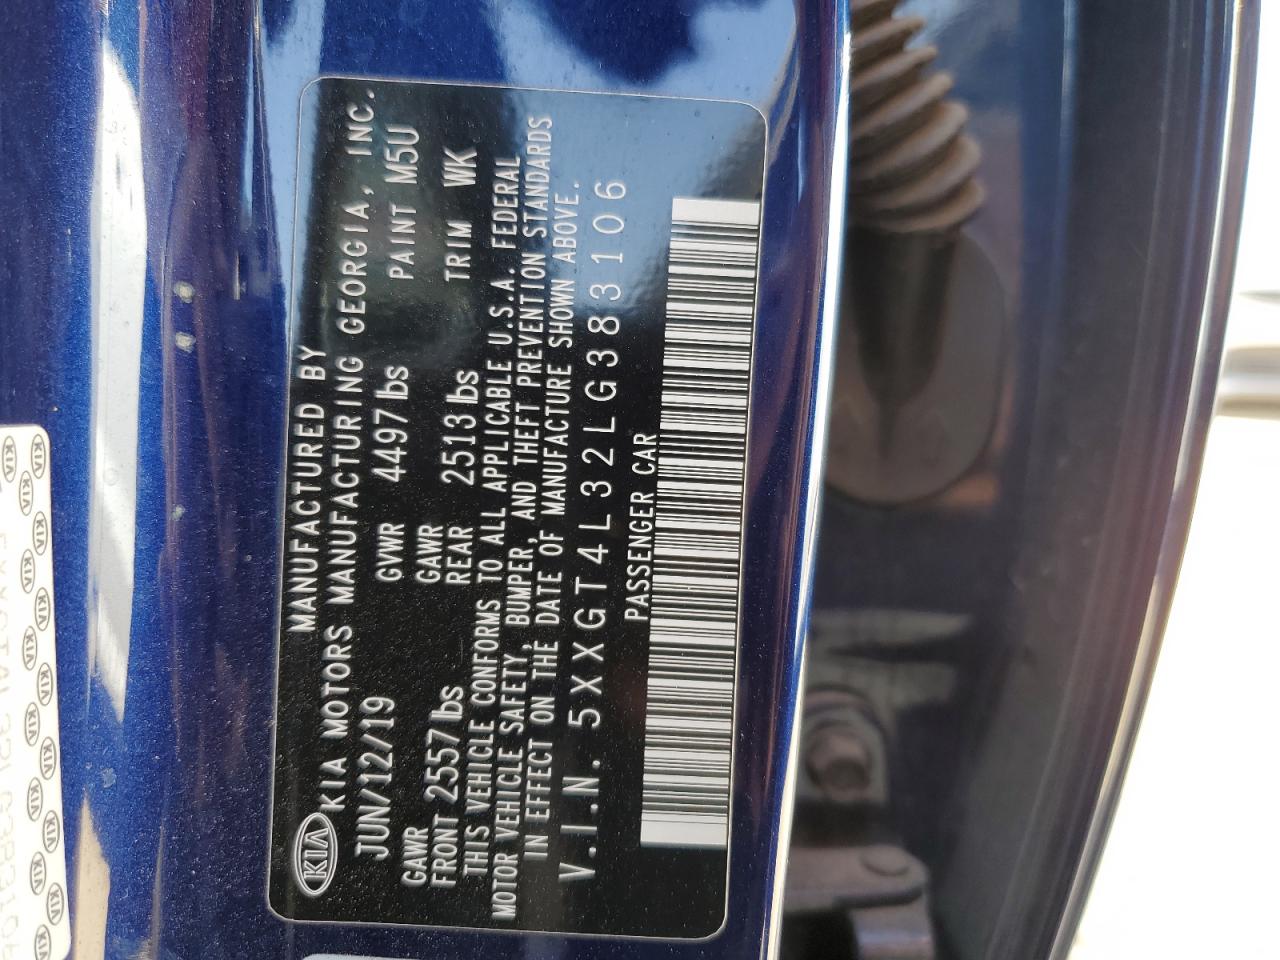 MANUFACTURED BY
KIA KIA MOTORS MANUFACTURING GEORGIA, INC.
JUN/12/19 GVWR 4497 lbs PAINT M5U
GAWR FRONT 2557 lbs GAWR REAR 2513 lbs TRIM WK
THIS VEHICLE CONFORMS TO ALL APPLICABLE U.S.A. FEDERAL
MOTOR VEHICLE SAFETY, BUMPER, AND THEFT PREVENTION STANDARDS
IN EFFECT ON THE DATE OF MANUFACTURE SHOWN ABOVE.
V.I.N. 5XXGT4L32LG383106
PASSENGER CAR